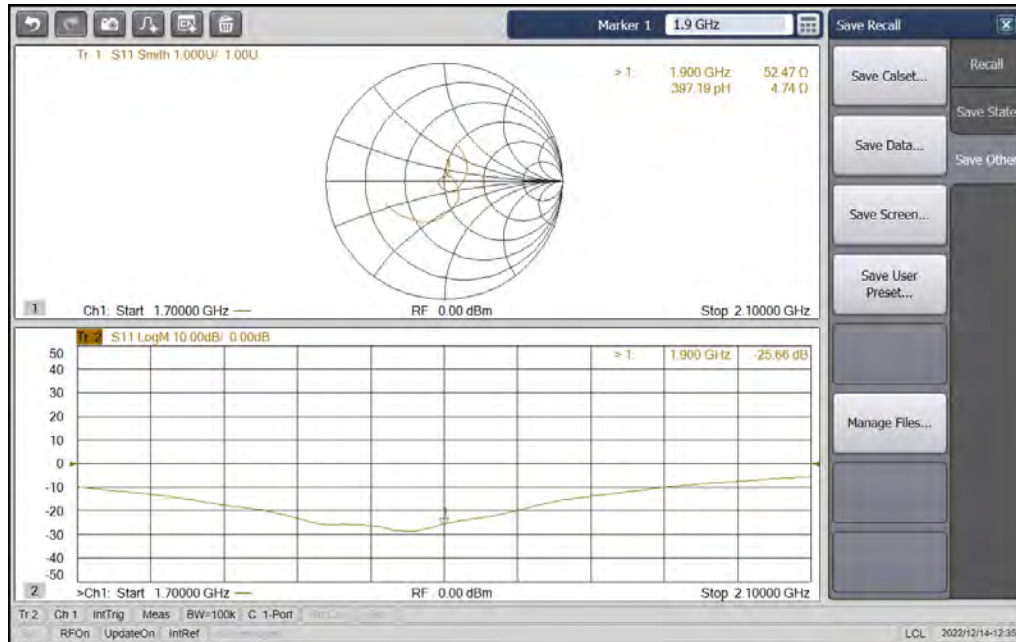 Marker 1 1.9 GHz
Save Recall
Tr 1 S11 Smith 1.000U/ 1.00U
> 1: 1.900 GHz 52.47 Ω
397.19 pH 4.74 Ω
1
Ch1: Start 1.70000 GHz —
RF 0.00 dBm
Stop 2.10000 GHz
Tr 2 S11 LogM 10.00dB/ 0.00dB
> 1: 1.900 GHz -25.66 dB
50
40
30
20
10
0
-10
-20
-30
-40
-50
1
2
>Ch1: Start 1.70000 GHz —
RF 0.00 dBm
Stop 2.10000 GHz
Save Calset...
Save Data...
Save Screen...
Save User
Preset...
Manage Files...
Recall
Save State
Save Other
Tr 2 Ch 1 IntTrig Meas BW=100k C 1-Port
RFOn UpdateOn IntRef
LCL 2022/12/14-12:35